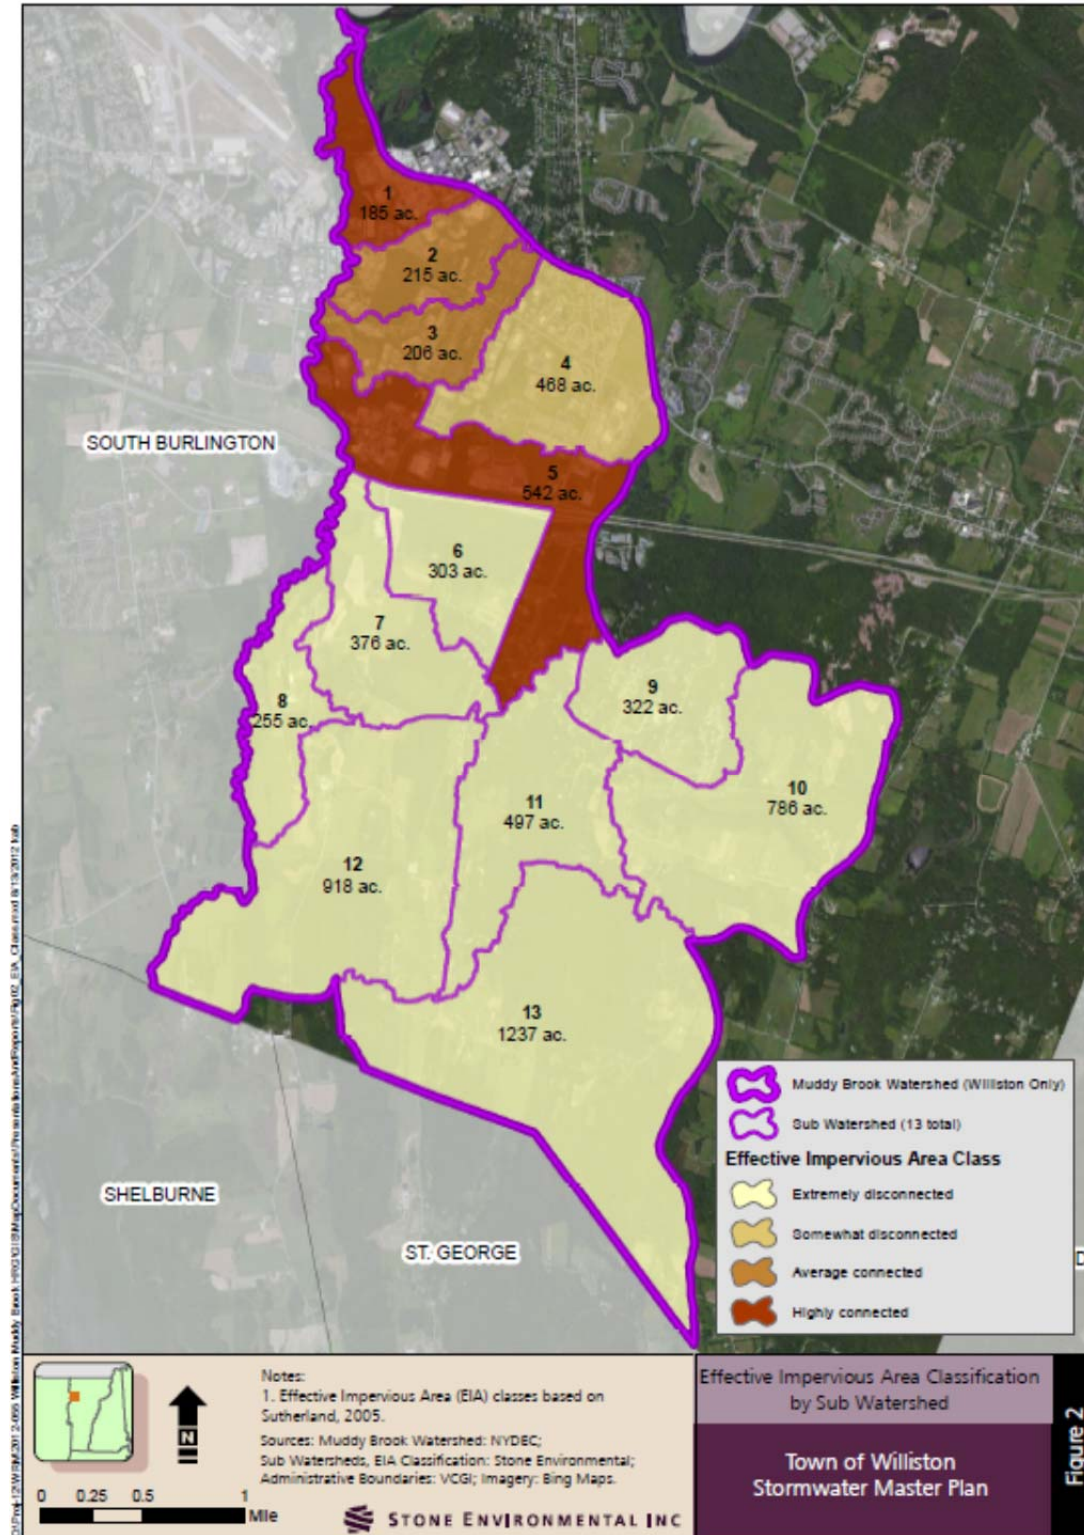 1
185 ac.
2
215 ac.
3
206 ac.
4
468 ac.
SOUTH BURLINGTON
5
542 ac.
6
303 ac.
7
376 ac.
8
255 ac.
9
322 ac.
10
786 ac.
11
497 ac.
12
918 ac.
13
1237 ac.
SHELBURNE
ST. GEORGE
Muddy Brook Watershed (Williston Only)
Sub Watershed (13 total)
Effective Impervious Area Class
Extremely disconnected
Somewhat disconnected
Average connected
Highly connected
D
N
0 0.25 0.5 1
Mile
Notes:
1. Effective Impervious Area (EIA) classes based on
Sutherland, 2005.
Sources: Muddy Brook Watershed: NYDEC;
Sub Watersheds, EIA Classification: Stone Environmental;
Administrative Boundaries: VCGI; Imagery: Bing Maps.
STONE ENVIRONMENTAL INC
Effective Impervious Area Classification
by Sub Watershed
Town of Williston
Stormwater Master Plan
Figure 2